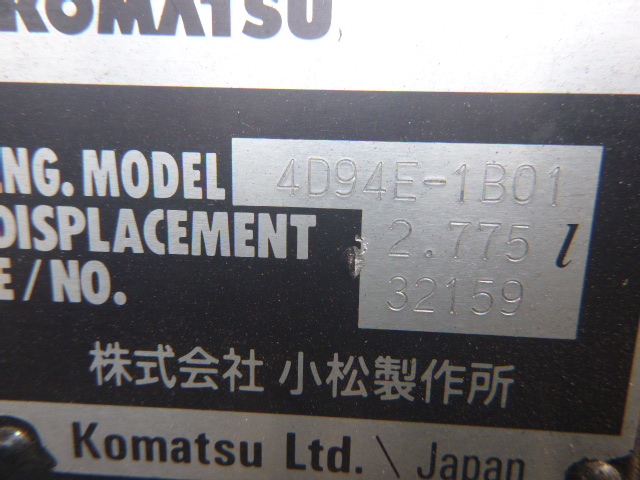 KOMATSU
ENG. MODEL 4D94E-1B01
DISPLACEMENT 2.775 l
E / NO. 32159
株式会社 小松製作所
Komatsu Ltd. \ Japan